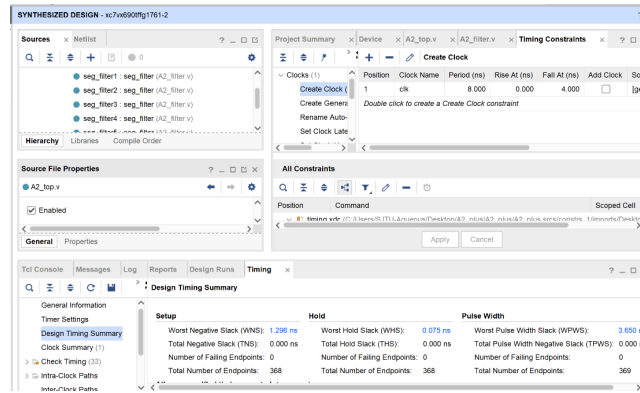 SYNTHESIZED DESIGN - xc7vx690tffg1761-2
Sources × Netlist ? _
0
seg_filter1 : seg_filter (A2_filter.v)
seg_filter2 : seg_filter (A2_filter.v)
seg_filter3 : seg_filter (A2_filter.v)
seg_filter4 : seg_filter (A2_filter.v)
Hierarchy Libraries Compile Order
Source File Properties ? _ ×
A2_top.v
Enabled
General Properties
Project Summary × Device × A2_top.v × A2_filter.v × Timing Constraints × ? _
Create Clock
Clocks (1)
Create Clock (
Create Genera
Rename Auto-
Set Clock Late
Position Clock Name Period (ns) Rise At (ns) Fall At (ns) Add Clock So
1 clk 8.000 0.000 4.000 [ge
Double click to create a Create Clock constraint
All Constraints
Position Command Scoped Cell
Apply Cancel
Tcl Console Messages Log Reports Design Runs Timing × ? _
Design Timing Summary
General Information
Timer Settings
Design Timing Summary
Clock Summary (1)
Check Timing (33)
Intra-Clock Paths
Inter-Clock Paths
Setup Hold Pulse Width
Worst Negative Slack (WNS): 1.296 ns Worst Hold Slack (WHS): 0.075 ns Worst Pulse Width Slack (WPWS): 3.650
Total Negative Slack (TNS): 0.000 ns Total Hold Slack (THS): 0.000 ns Total Pulse Width Negative Slack (TPWS): 0.000
Number of Failing Endpoints: 0 Number of Failing Endpoints: 0 Number of Failing Endpoints: 0
Total Number of Endpoints: 368 Total Number of Endpoints: 368 Total Number of Endpoints: 369